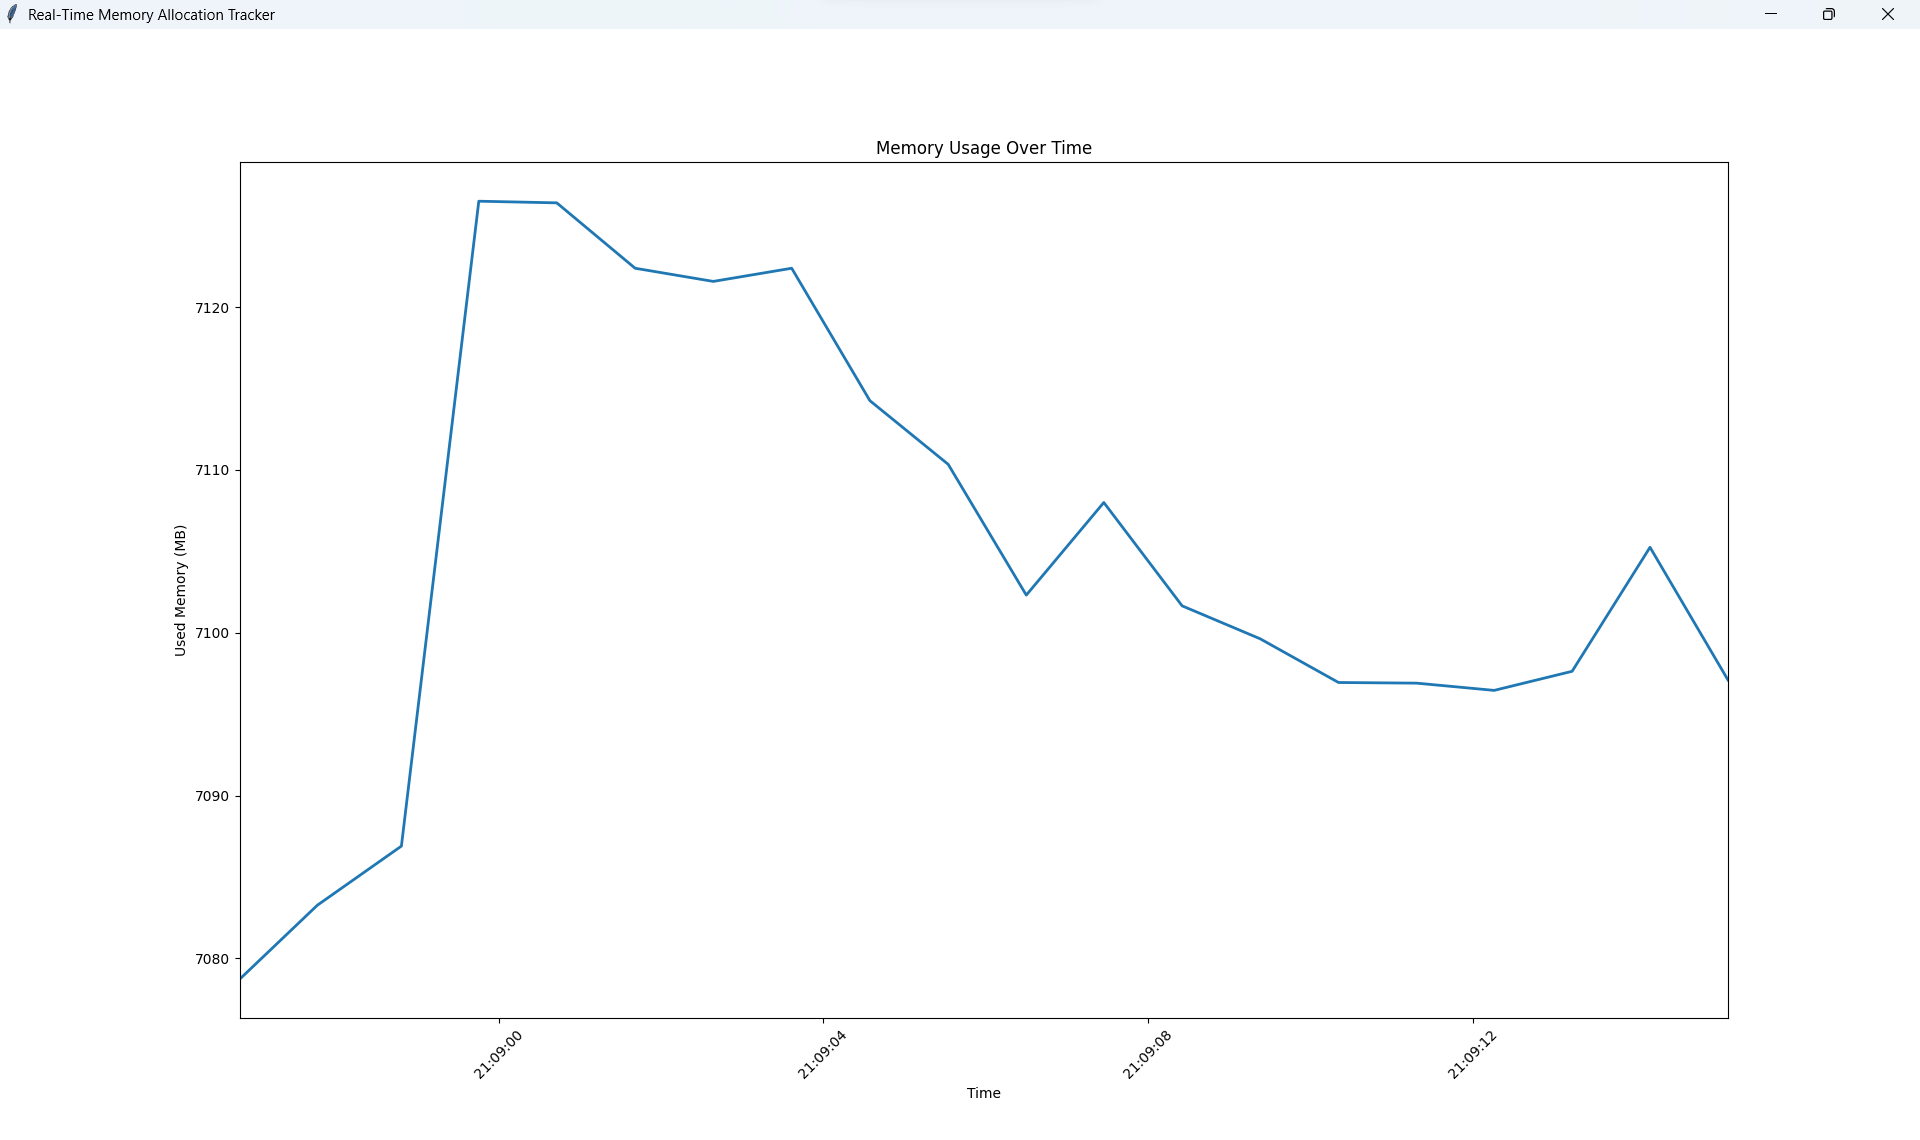 Real-Time Memory Allocation Tracker
Memory Usage Over Time
7120
7110
7100
7090
7080
Used Memory (MB)
21:09:00
21:09:04
21:09:08
21:09:12
Time